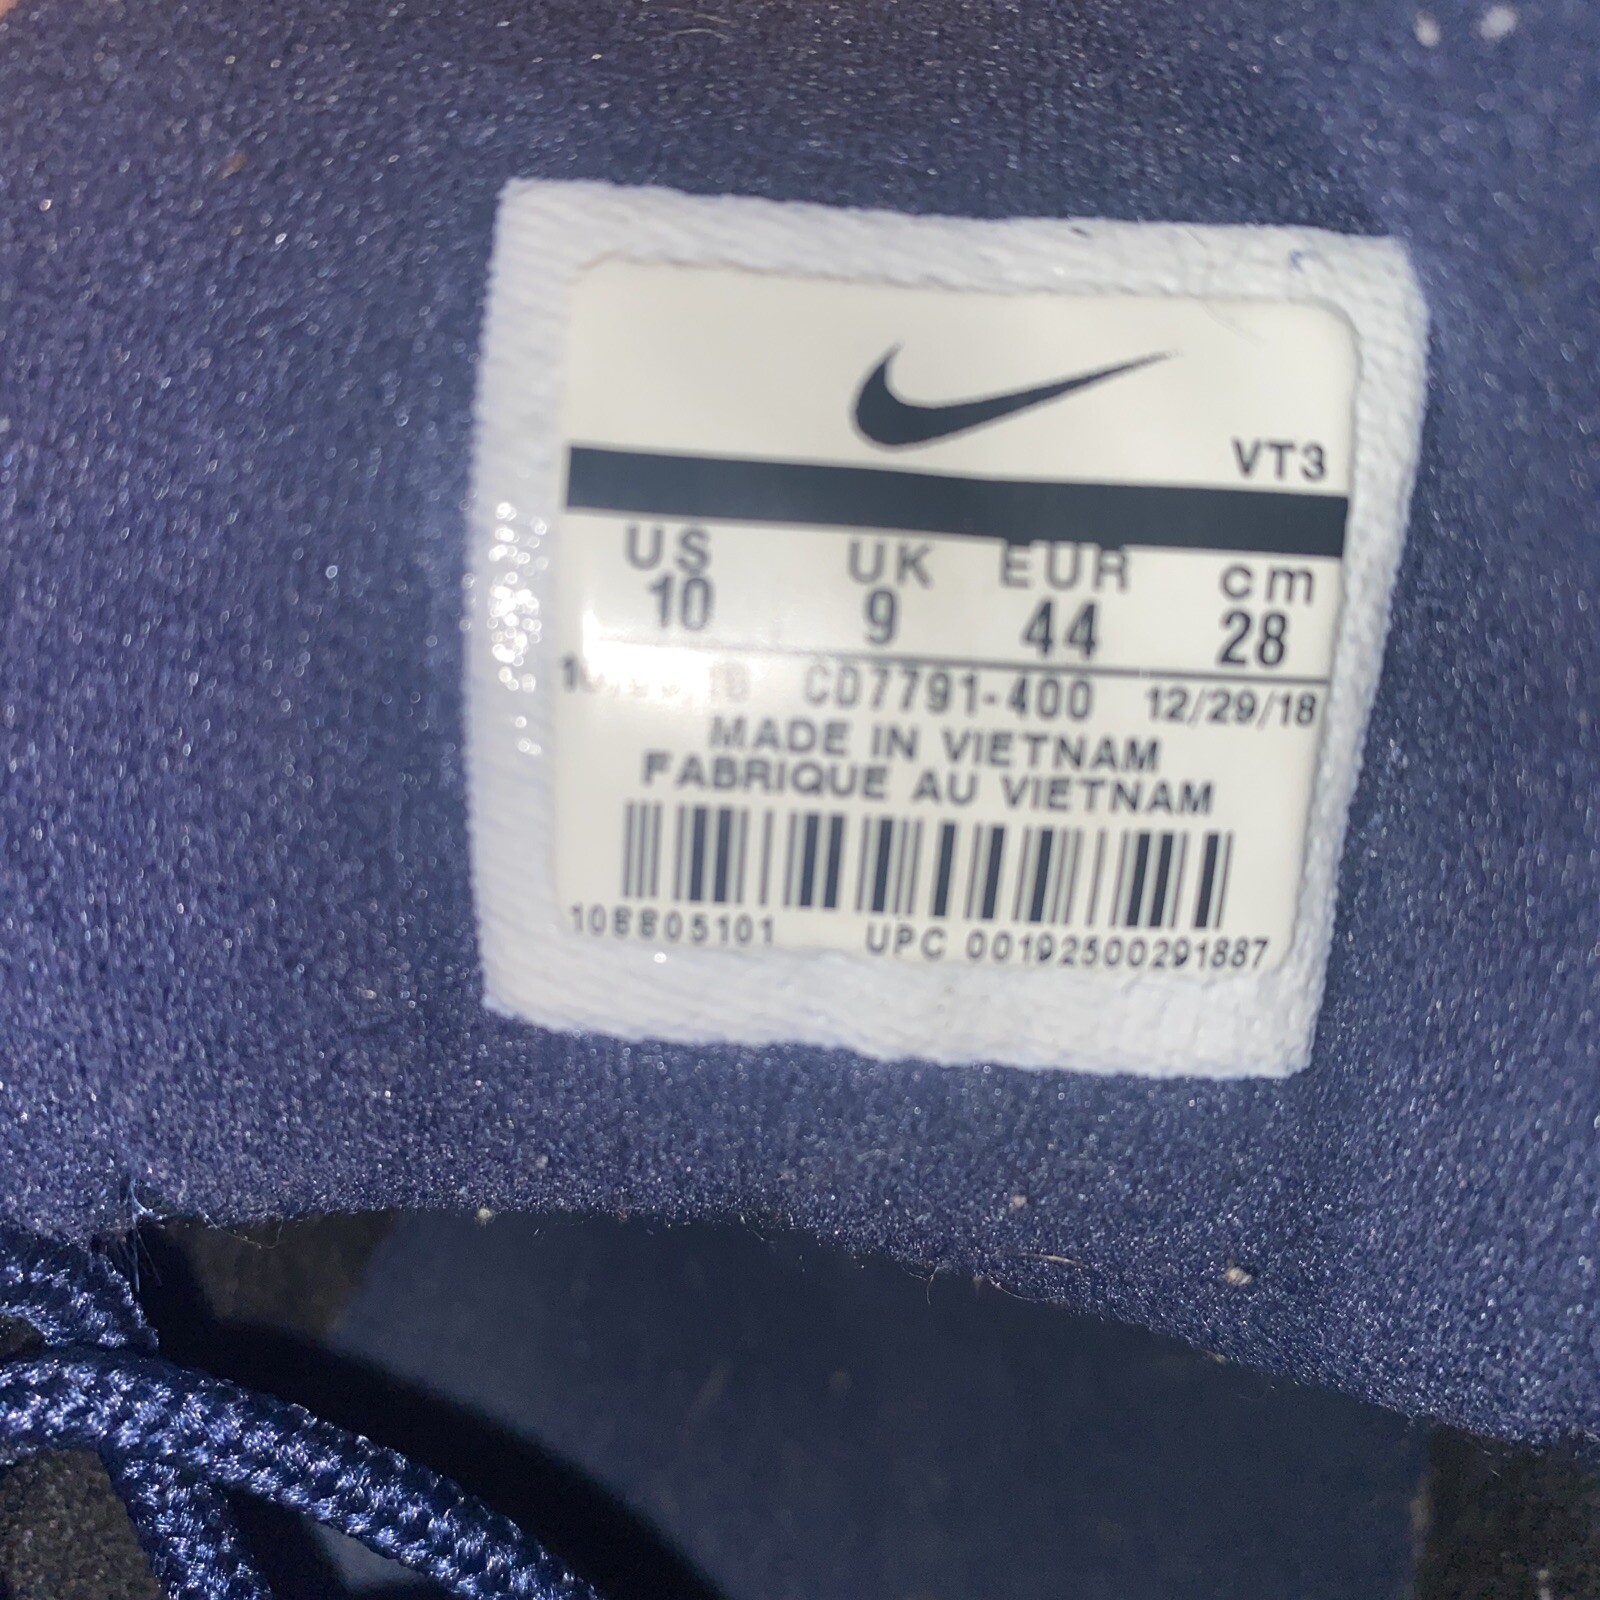 VT3
US UK EUR cm
10 9 44 28
CD7791-400 12/29/18
MADE IN VIETNAM
FABRIQUE AU VIETNAM
108805101 UPC 00192500291887